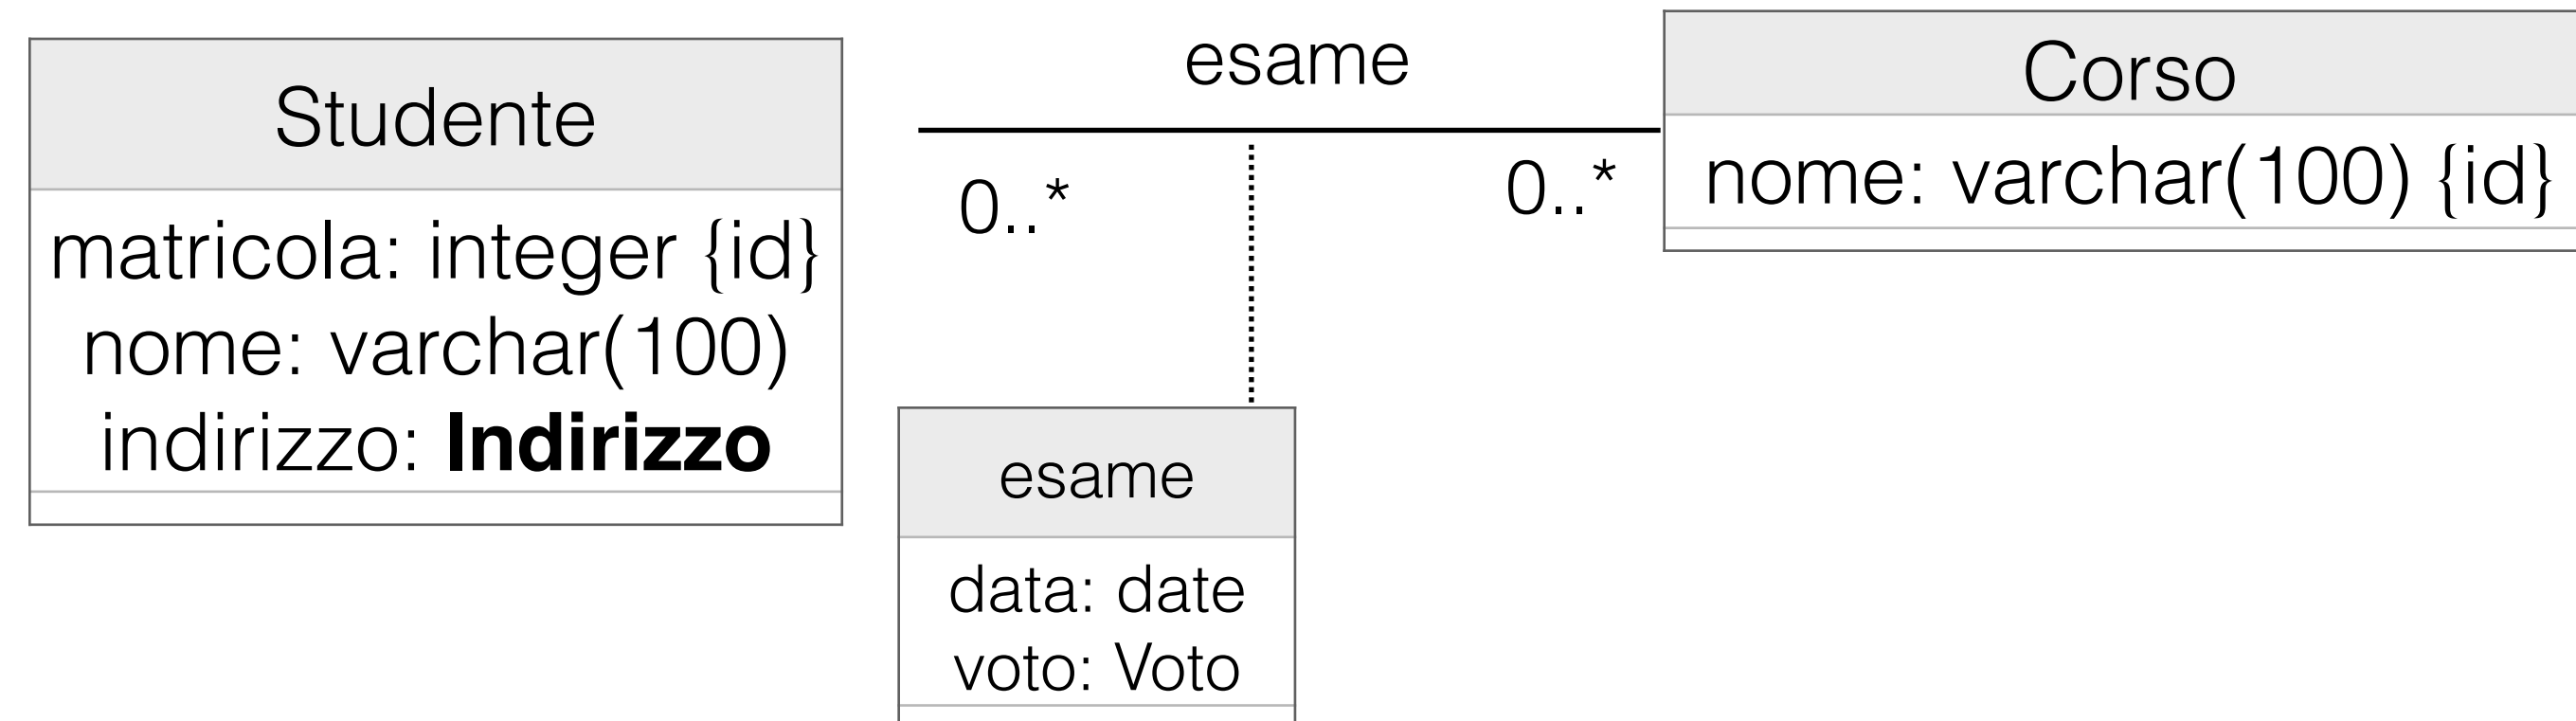 Studente
matricola: integer {id}
nome: varchar(100)
indirizzo: Indirizzo
esame
0..*
0..*
Corso
nome: varchar(100) {id}
esame
data: date
voto: Voto